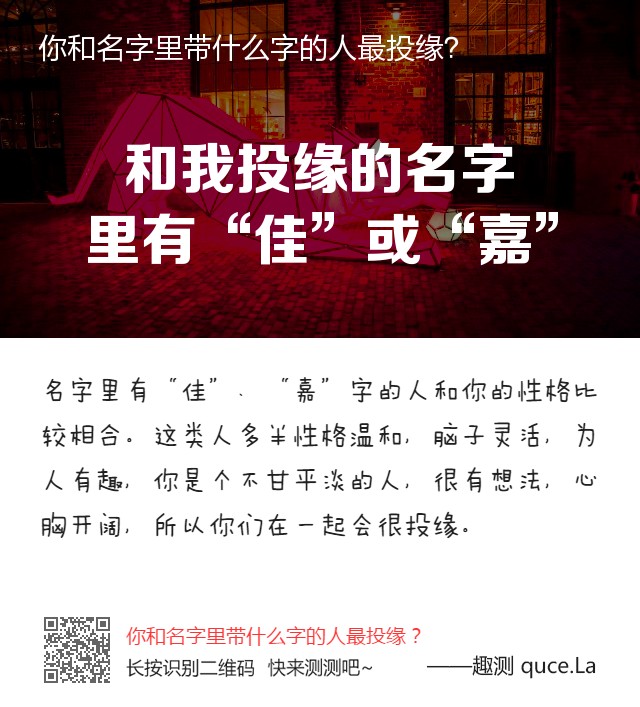 你和名字里带什么字的人最投缘？
和我投缘的名字
里有“佳”或“嘉”
名字里有“佳”、“嘉”字的人和你的性格比
较相合。这类人多半性格温和，脑子灵活，为
人有趣，你是个不甘平淡的人，很有想法，心
胸开阔，所以你们在一起会很投缘。
你和名字里带什么字的人最投缘？
长按识别二维码 快来测测吧~
——趣测 quce.La